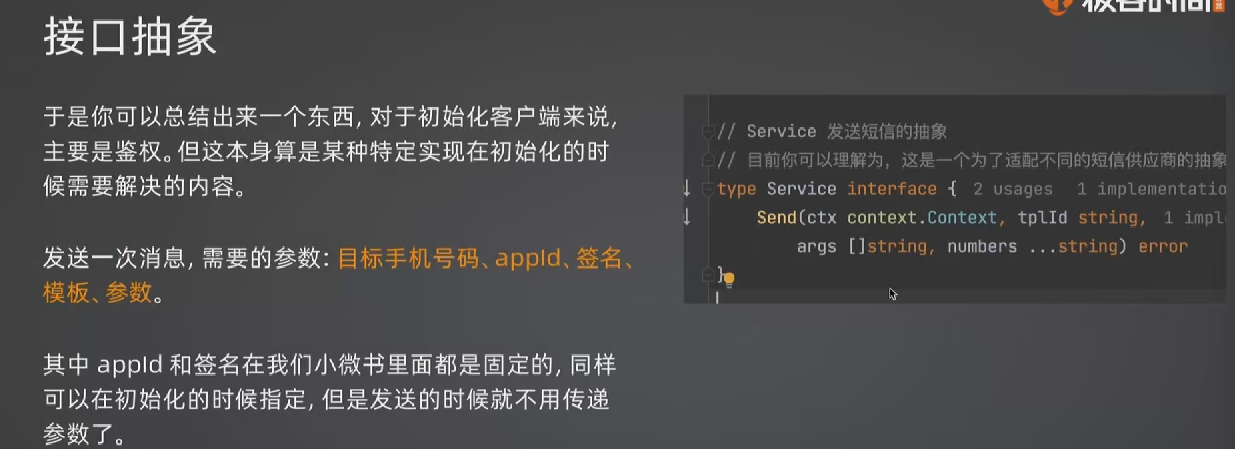 极客时间
接口抽象
于是你可以总结出来一个东西, 对于初始化客户端来说,
主要是鉴权。但这本身算是某种特定实现在初始化的时
候需要解决的内容。
发送一次消息, 需要的参数: 目标手机号码、appId、签名、
模板、参数。
其中 appId 和签名在我们小微书里面都是固定的, 同样
可以在初始化的时候指定, 但是发送的时候就不用传递
参数了。
// Service 发送短信的抽象
// 目前你可以理解为, 这是一个为了适配不同的短信供应商的抽象
type Service interface { 2 usages 1 implementatio
Send(ctx context.Context, tplId string, 1 impl
args []string, numbers ...string) error
}